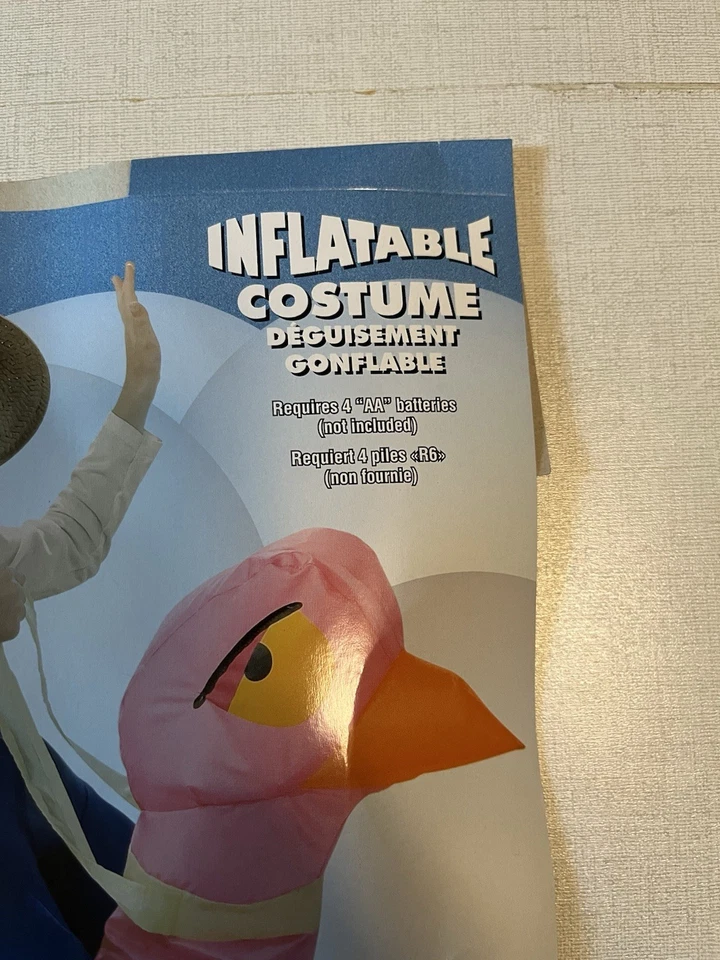 INFLATABLE
COSTUME
DÉGUISEMENT
GONFLABLE
Requires 4 “AA” batteries
(not included)
Requiert 4 piles «R6»
(non fournie)